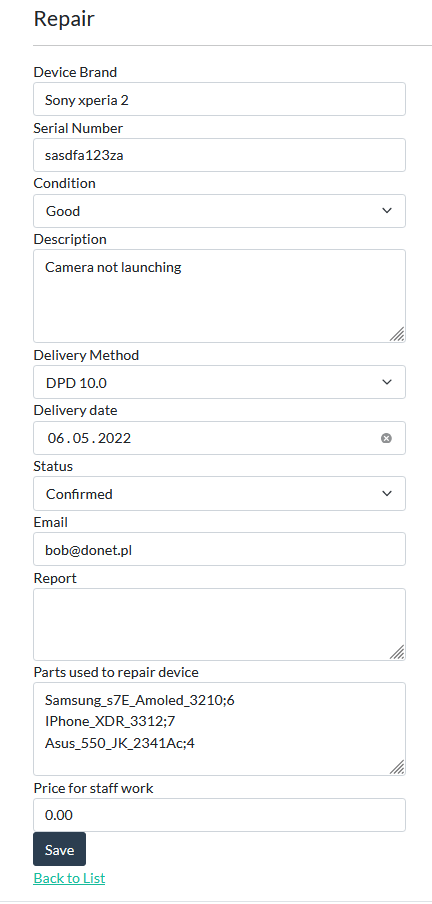 Repair
Device Brand
Sony xperia 2
Serial Number
sasdfa123za
Condition
Good
Description
Camera not launching
Delivery Method
DPD 10.0
Delivery date
06 . 05 . 2022
Status
Confirmed
Email
bob@donet.pl
Report
Parts used to repair device
Samsung_s7E_Amoled_3210;6
IPhone_XDR_3312;7
Asus_550_JK_2341Ac;4
Price for staff work
0.00
Save
Back to List